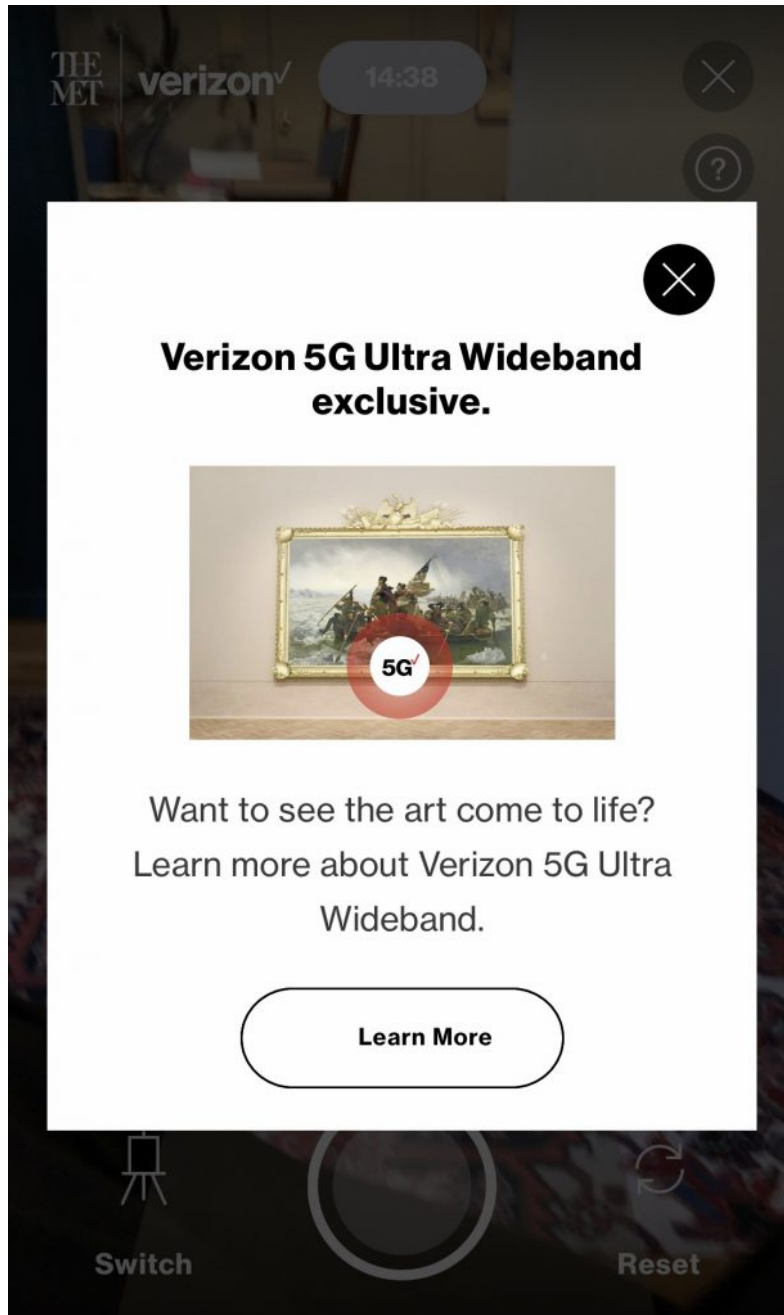 THE
MET
verizon✓
14:38
?
Verizon 5G Ultra Wideband
exclusive.
5G✓
Want to see the art come to life?
Learn more about Verizon 5G Ultra
Wideband.
Learn More
Switch
Reset